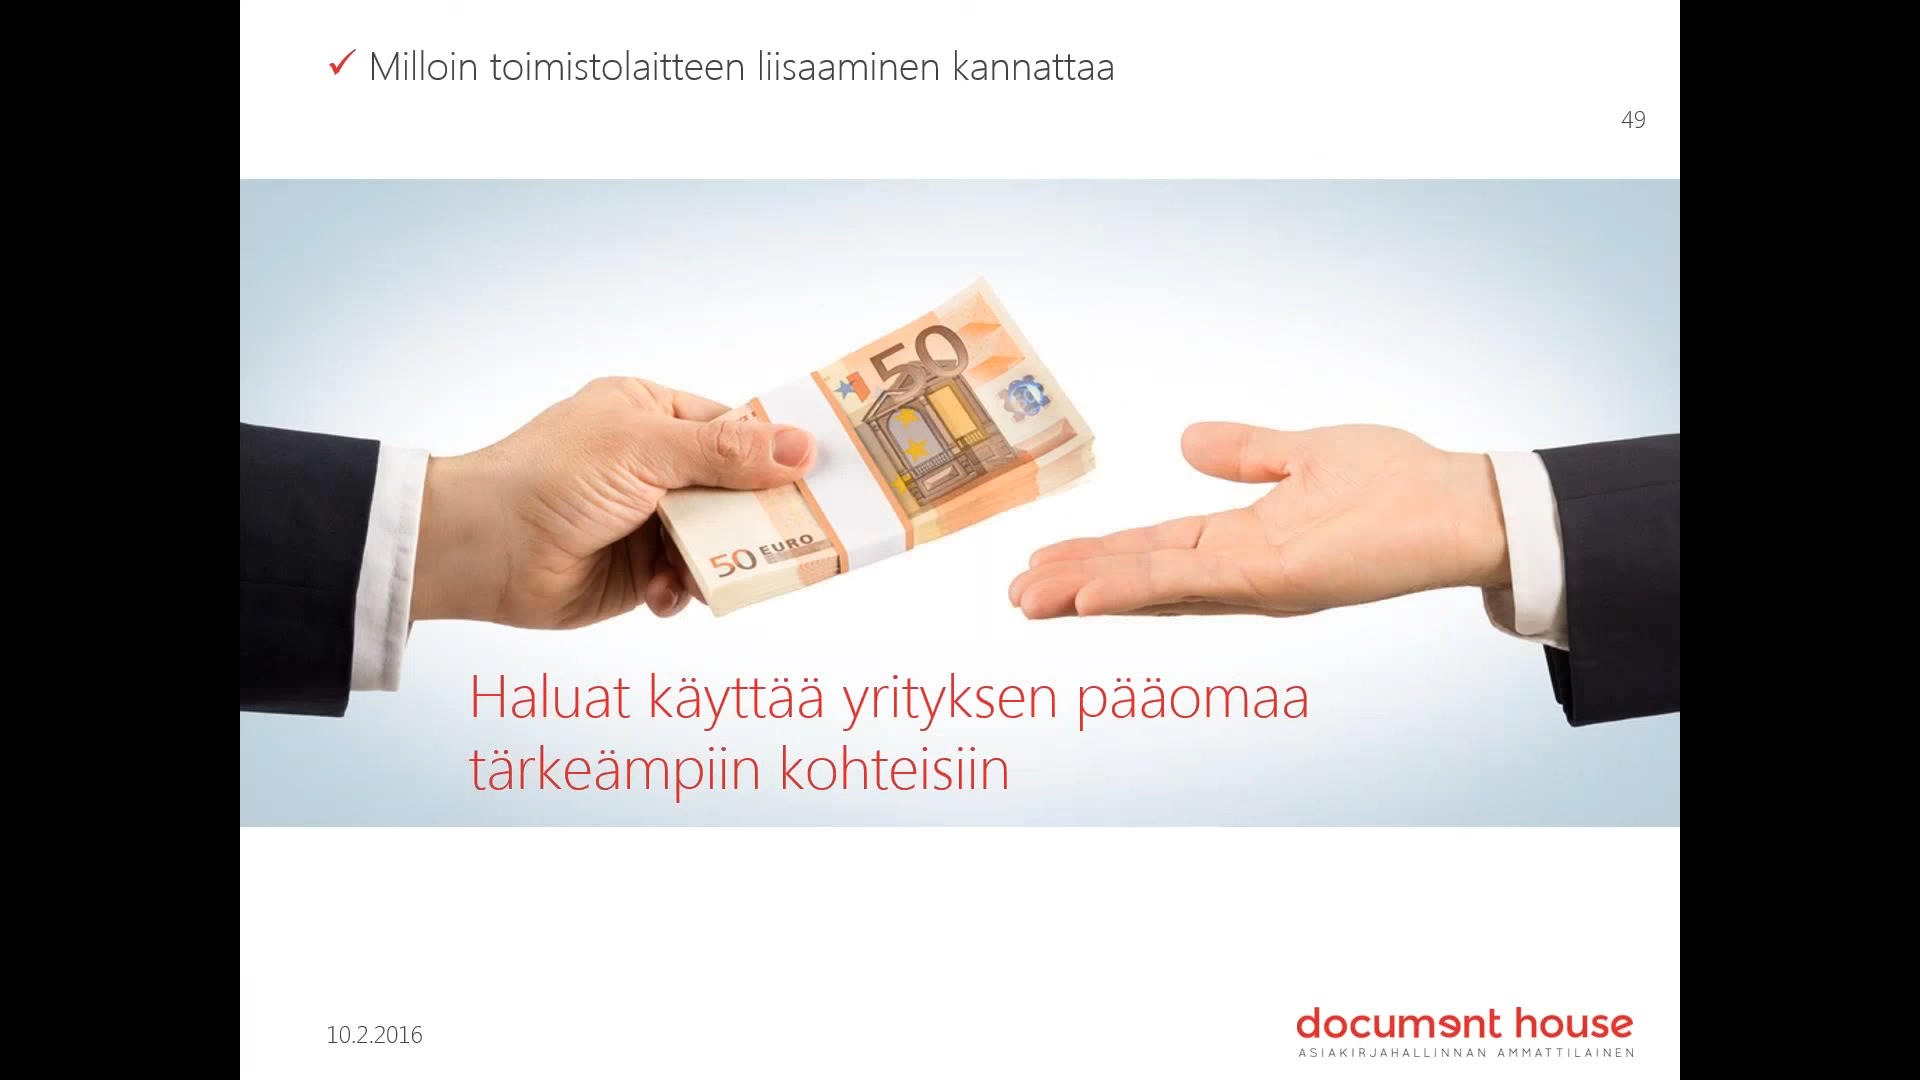 ✓ Milloin toimistolaitteen liisaaminen kannattaa
49
50
50 EURO
Haluat käyttää yrityksen pääomaa
tärkeämpiin kohteisiin
10.2.2016
document house
ASIAKIRJAHALLINNAN AMMATTILAINEN